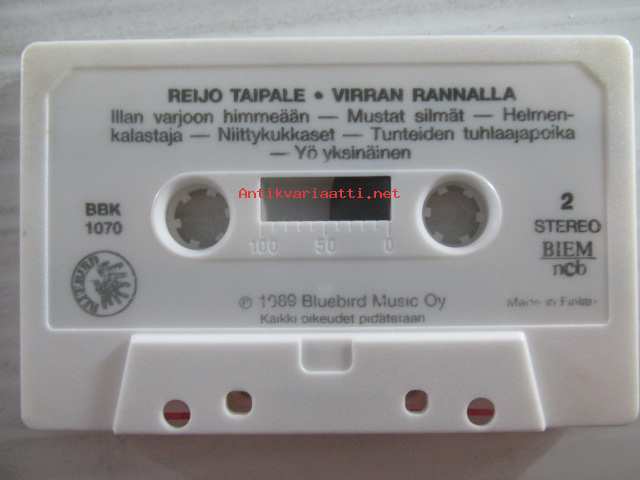 REIJO TAIPALE • VIRRAN RANNALLA
Illan varjoon himmeään — Mustat silmät — Helmen-
kalastaja — Niittykukkaset — Tunteiden tuhlaajapoika
— Yö yksinäinen
Antikvariaatti.net
BBK
1070
2
STEREO
BIEM
ncb
100 50 0
BLUEBIRD
℗ 1989 Bluebird Music Oy
Kaikki oikeudet pidätetään
Made in Finland